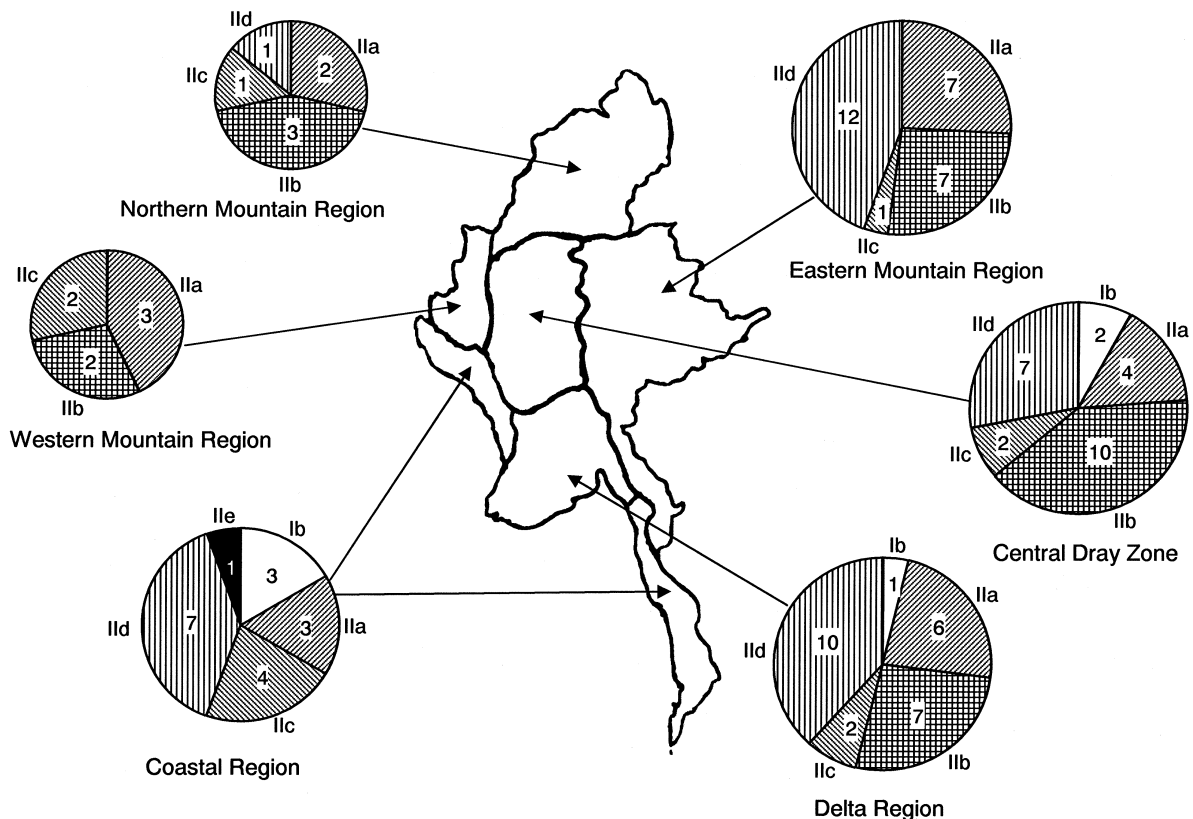 IId
1
IIa
2
IIc
1
3
IIb
Northern Mountain Region
IId
IIa
7
12
7
1
IIb
IIc
Eastern Mountain Region
IIc
IIa
2
3
2
IIb
Western Mountain Region
Ib
IId
2
IIa
7
4
2
IIc
10
IIb
Central Dray Zone
IIe
Ib
1
3
IId
7
3
IIa
4
IIc
Coastal Region
Ib
1
IIa
6
IId
10
7
2
IIc
IIb
Delta Region